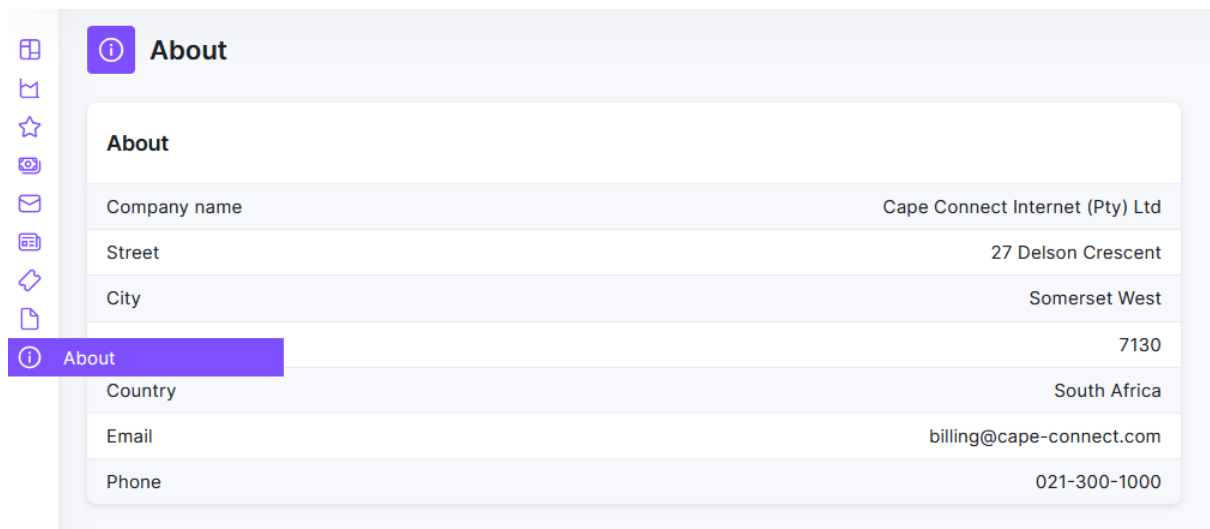 About
About
Company name Cape Connect Internet (Pty) Ltd
Street 27 Delson Crescent
City Somerset West
7130
About
Country South Africa
Email billing@cape-connect.com
Phone 021-300-1000